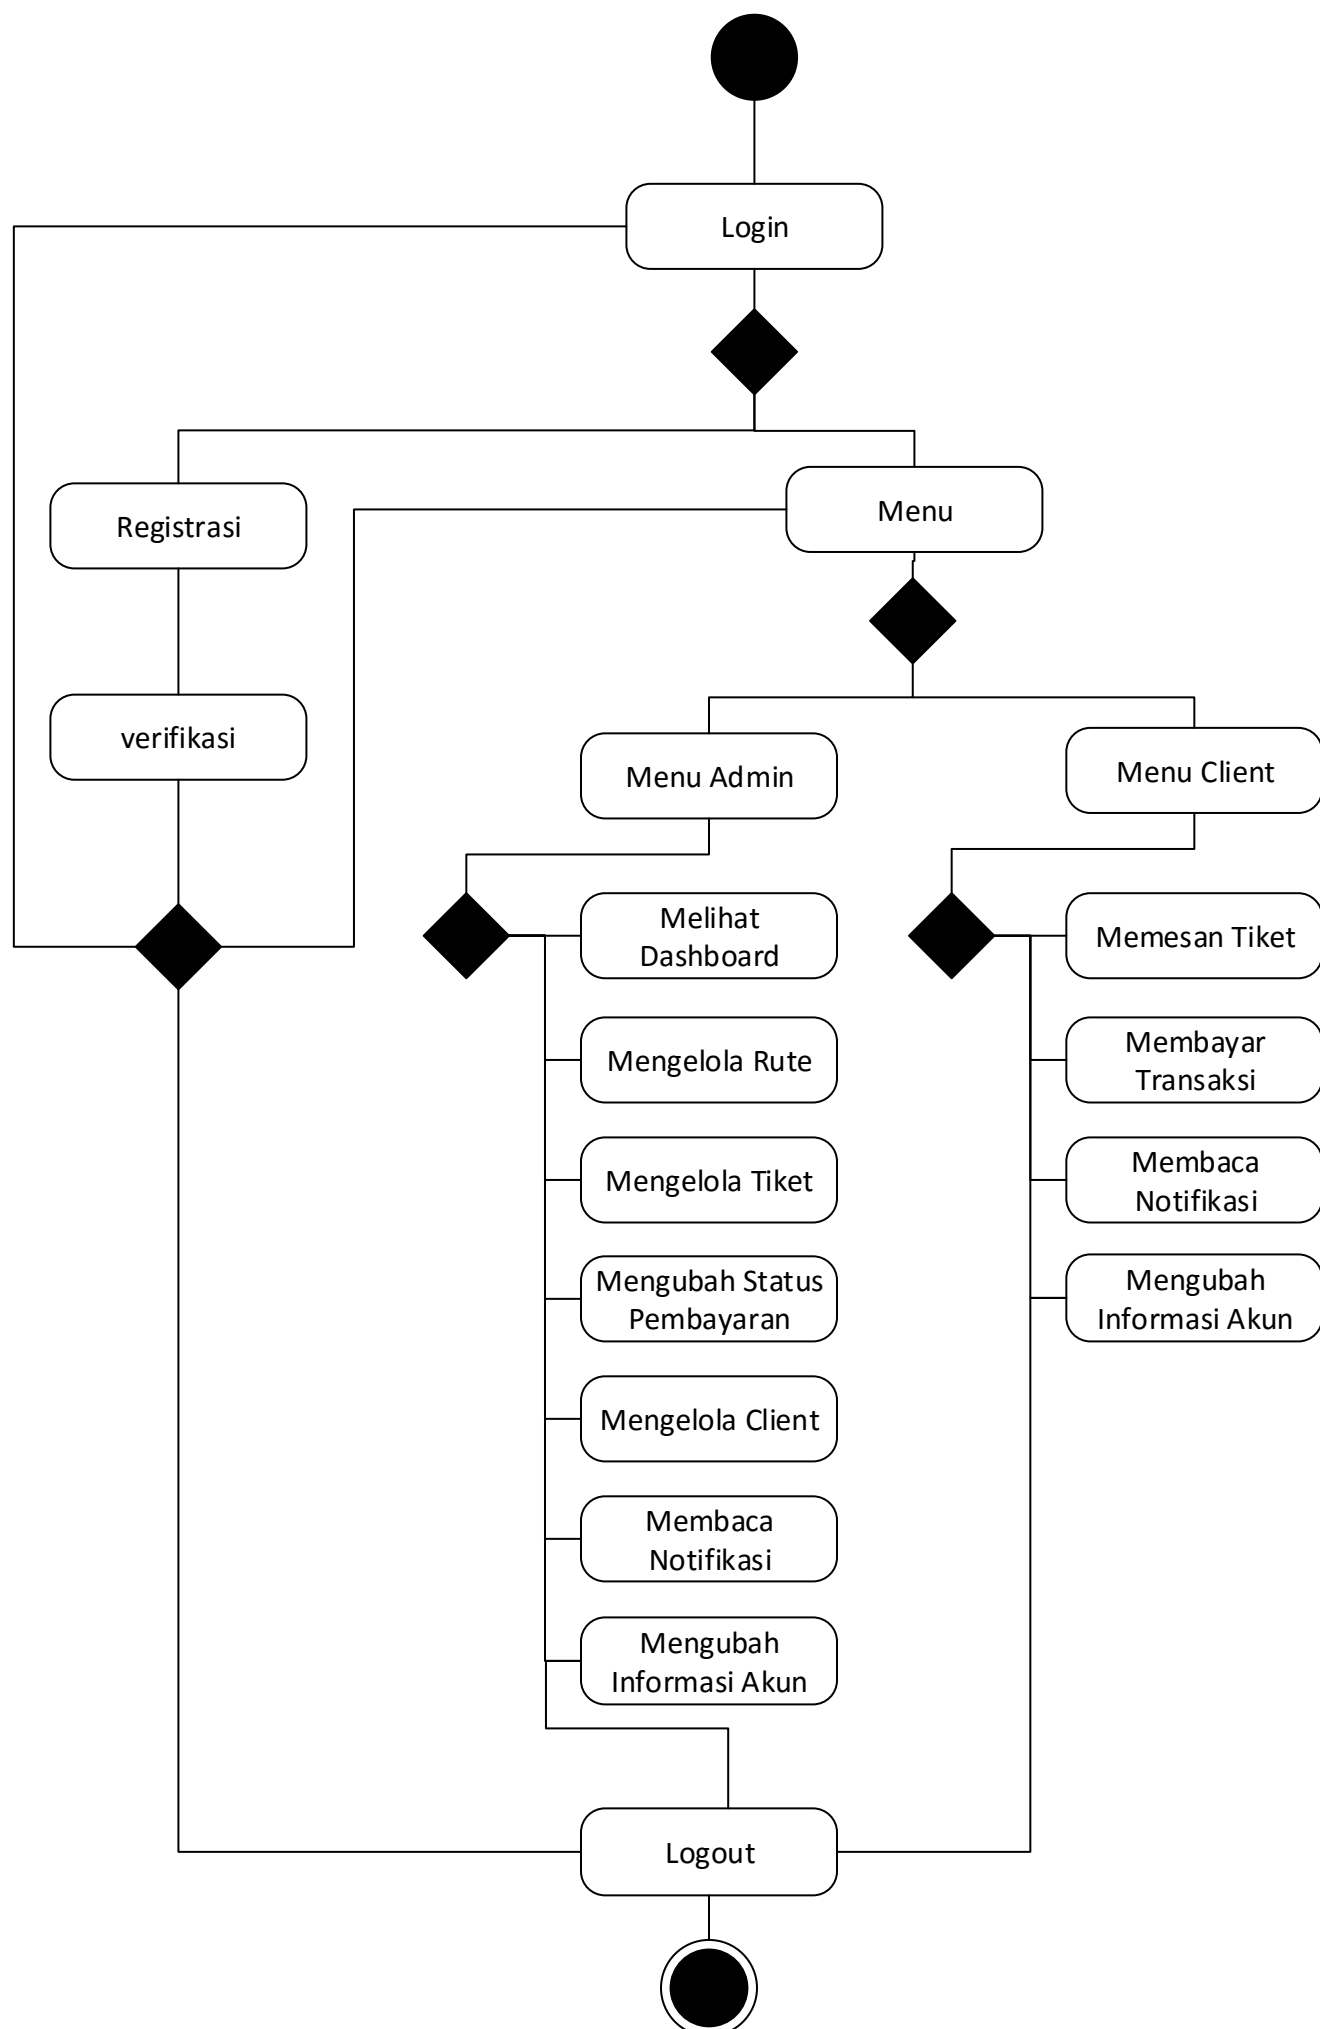 Login
Registrasi
Menu
verifikasi
Menu Admin
Menu Client
Melihat
Dashboard
Memesan Tiket
Mengelola Rute
Membayar
Transaksi
Mengelola Tiket
Membaca
Notifikasi
Mengubah Status
Pembayaran
Mengubah
Informasi Akun
Mengelola Client
Membaca
Notifikasi
Mengubah
Informasi Akun
Logout